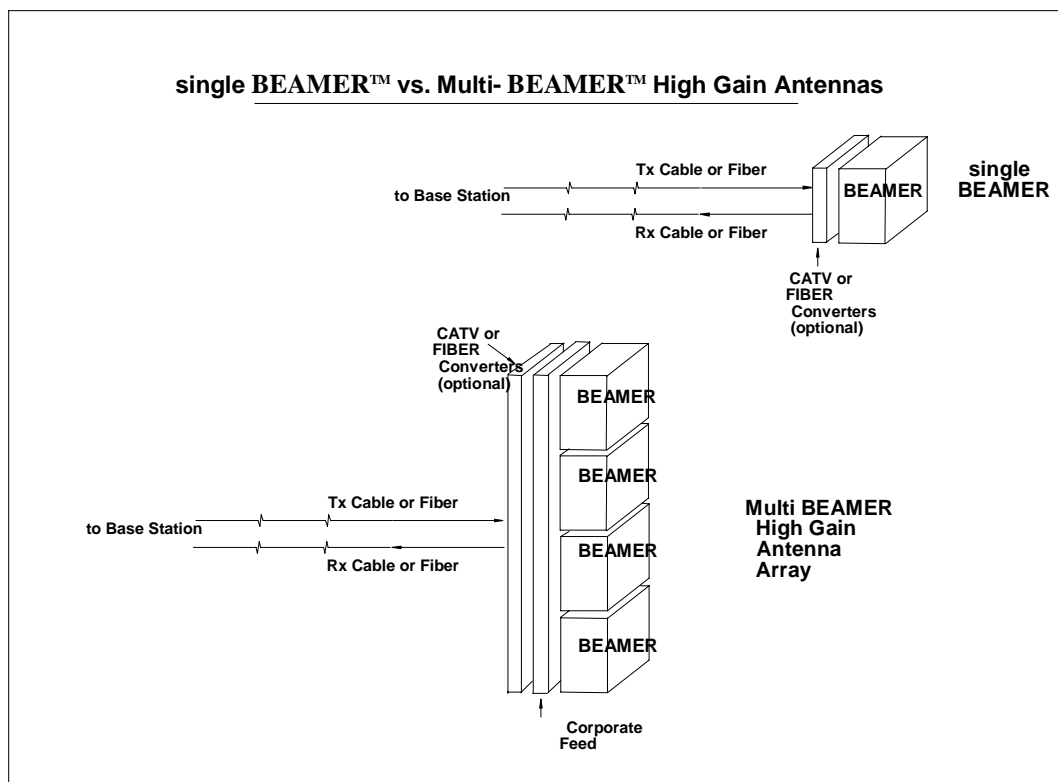 single BEAMER™ vs. Multi- BEAMER™ High Gain Antennas
Tx Cable or Fiber
to Base Station
Rx Cable or Fiber
BEAMER
single
BEAMER
CATV or
FIBER
Converters
(optional)
CATV or
FIBER
Converters
(optional)
BEAMER
BEAMER
BEAMER
BEAMER
Tx Cable or Fiber
to Base Station
Rx Cable or Fiber
Multi BEAMER
High Gain
Antenna
Array
Corporate
Feed